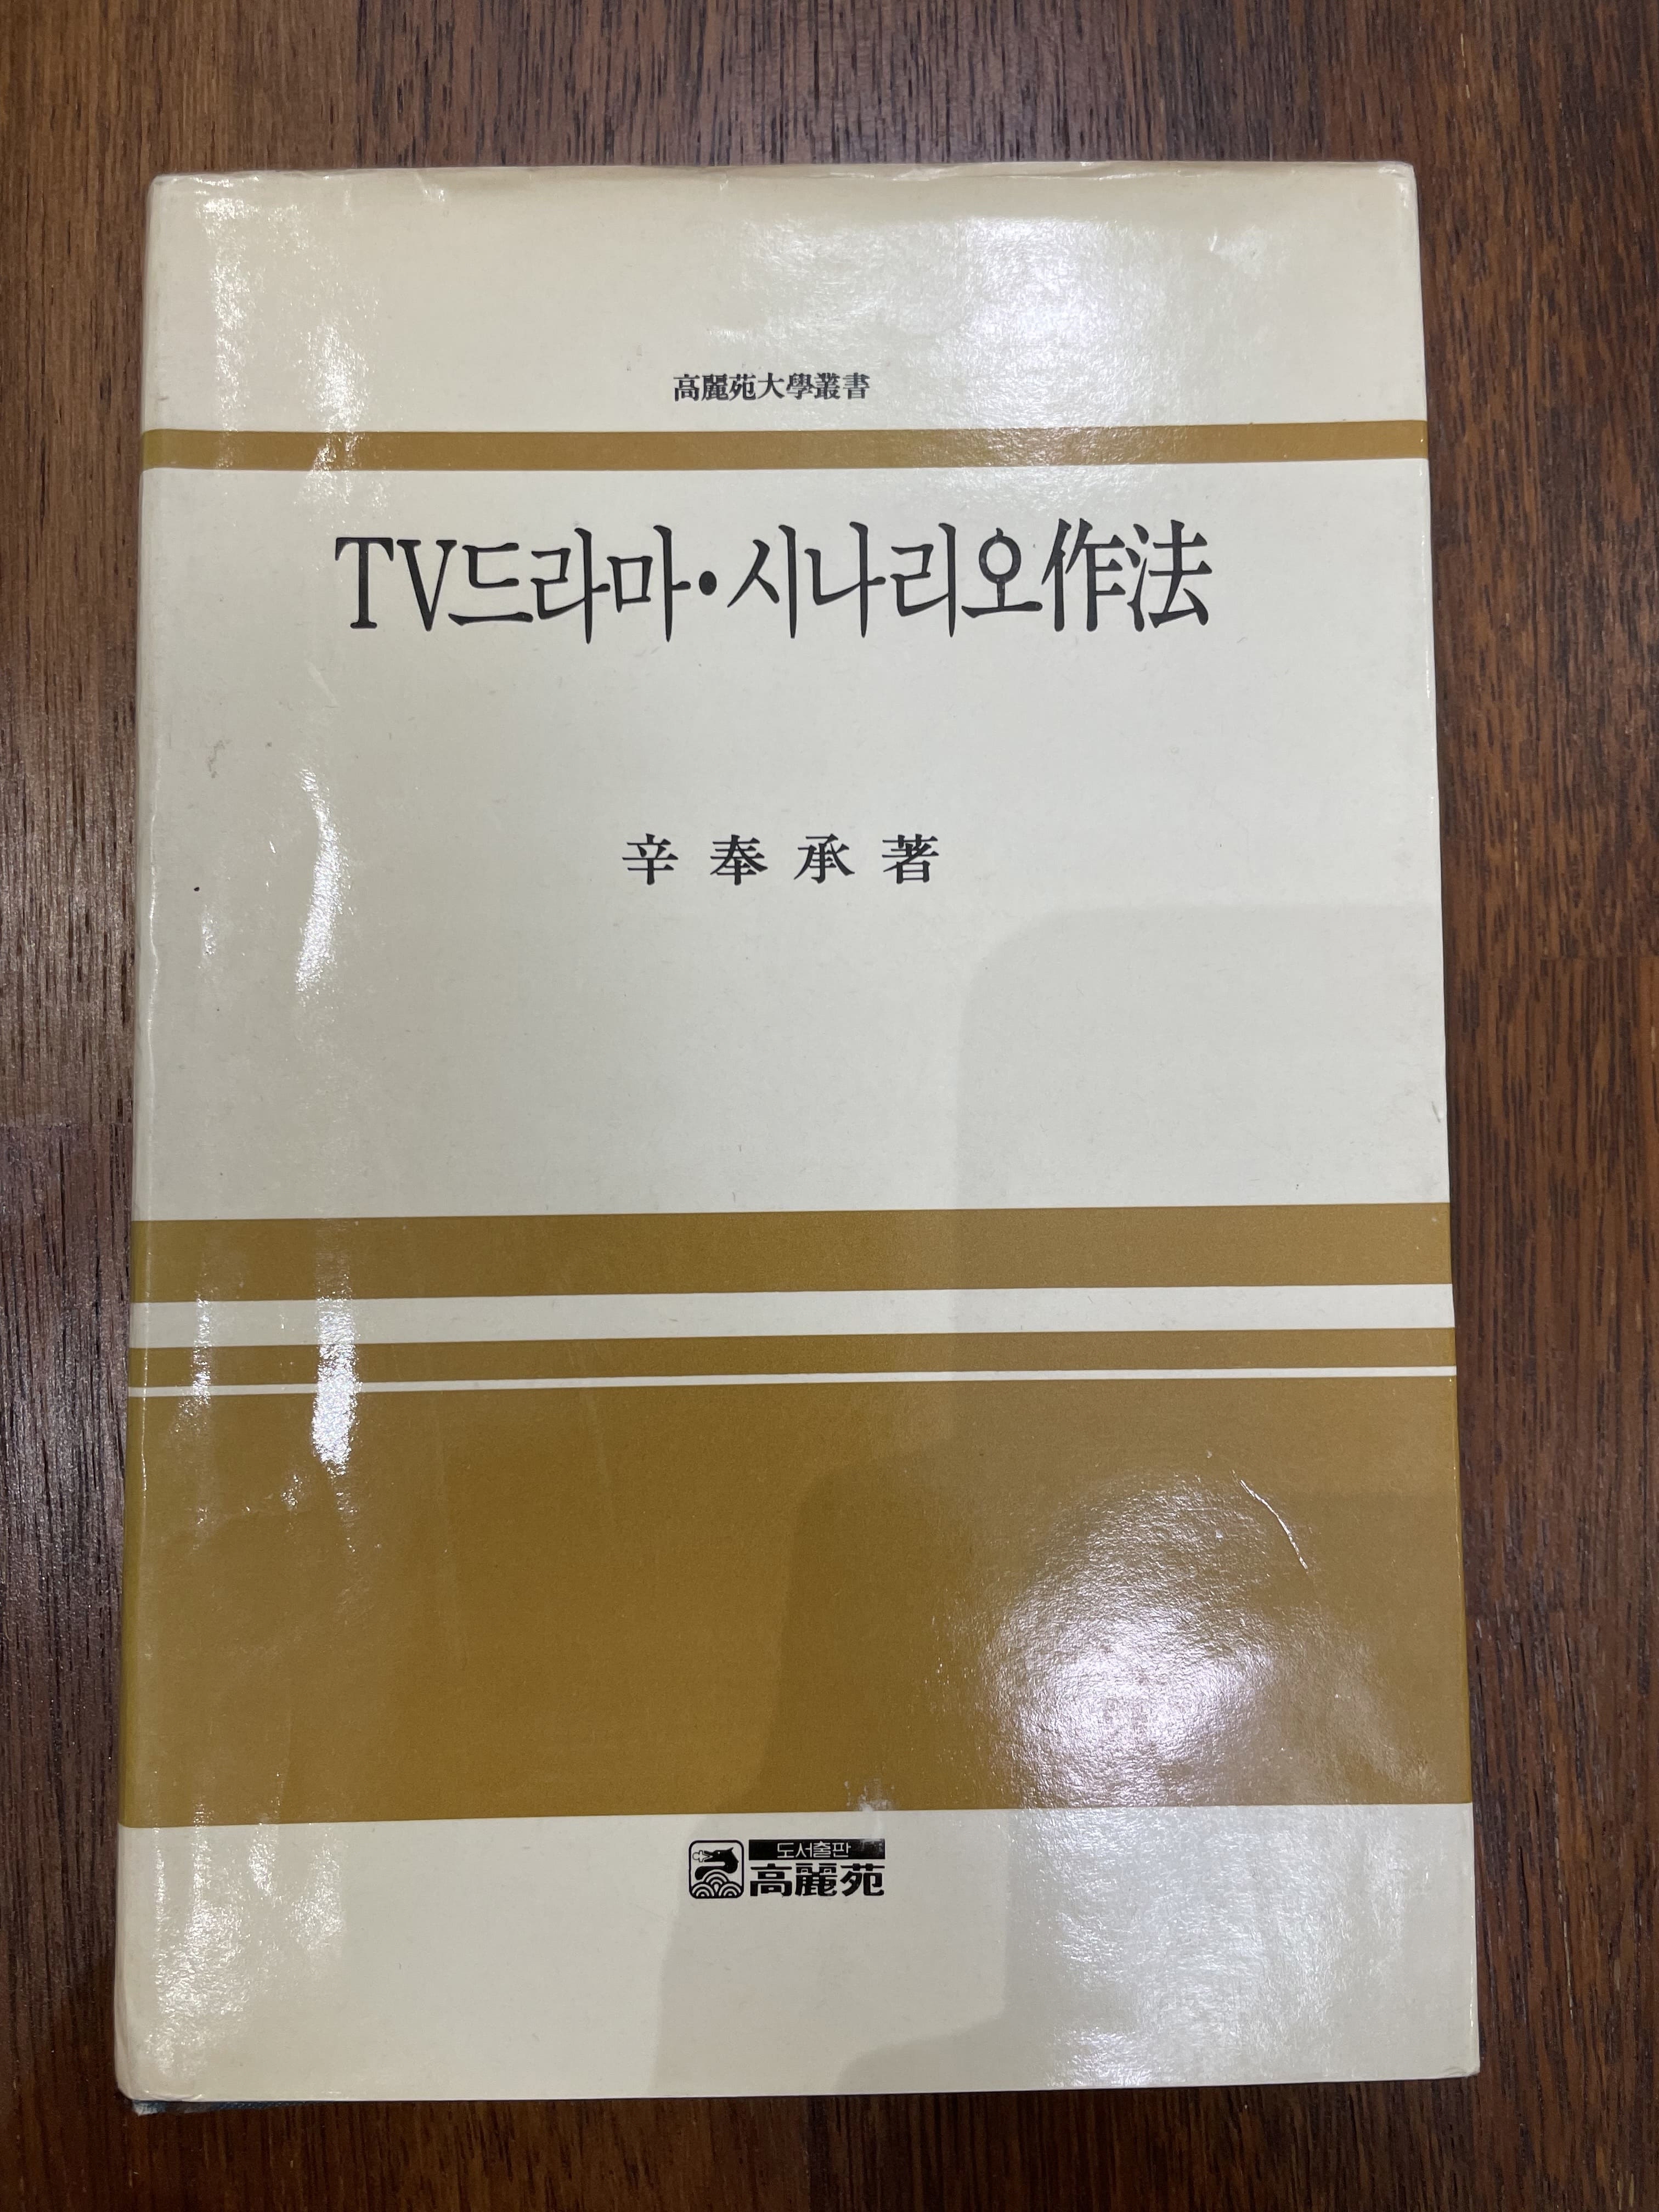 高麗苑大學叢書
TV드라마·시나리오作法
辛奉承著
도서출판
高麗苑